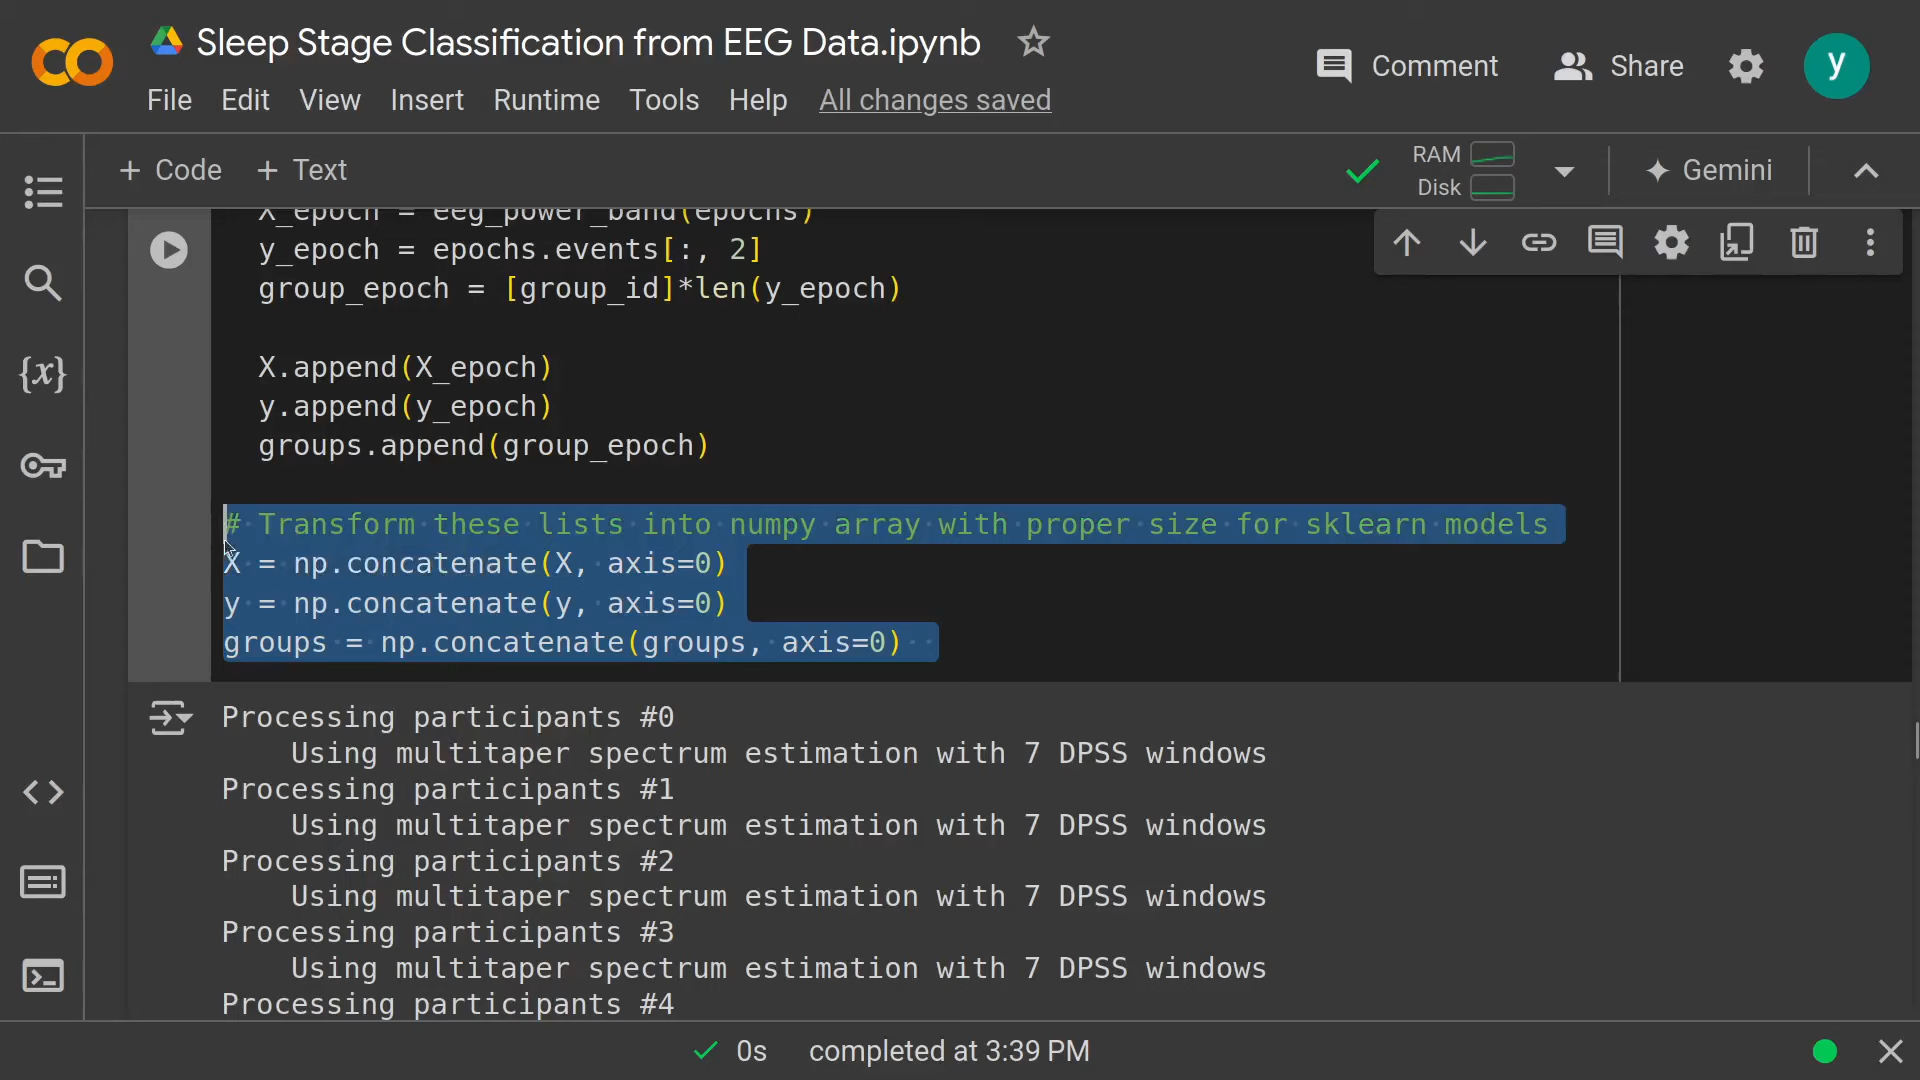 Sleep Stage Classification from EEG Data.ipynb
Comment
Share
y
File Edit View Insert Runtime Tools Help All changes saved
+ Code + Text
RAM
Disk
Gemini
X_epoch = eeg_power_band(epochs)
y_epoch = epochs.events[:, 2]
group_epoch = [group_id]*len(y_epoch)
X.append(X_epoch)
y.append(y_epoch)
groups.append(group_epoch)
# Transform these lists into numpy array with proper size for sklearn models
X = np.concatenate(X, axis=0)
y = np.concatenate(y, axis=0)
groups = np.concatenate(groups, axis=0)
Processing participants #0
Using multitaper spectrum estimation with 7 DPSS windows
Processing participants #1
Using multitaper spectrum estimation with 7 DPSS windows
Processing participants #2
Using multitaper spectrum estimation with 7 DPSS windows
Processing participants #3
Using multitaper spectrum estimation with 7 DPSS windows
Processing participants #4
0s completed at 3:39 PM